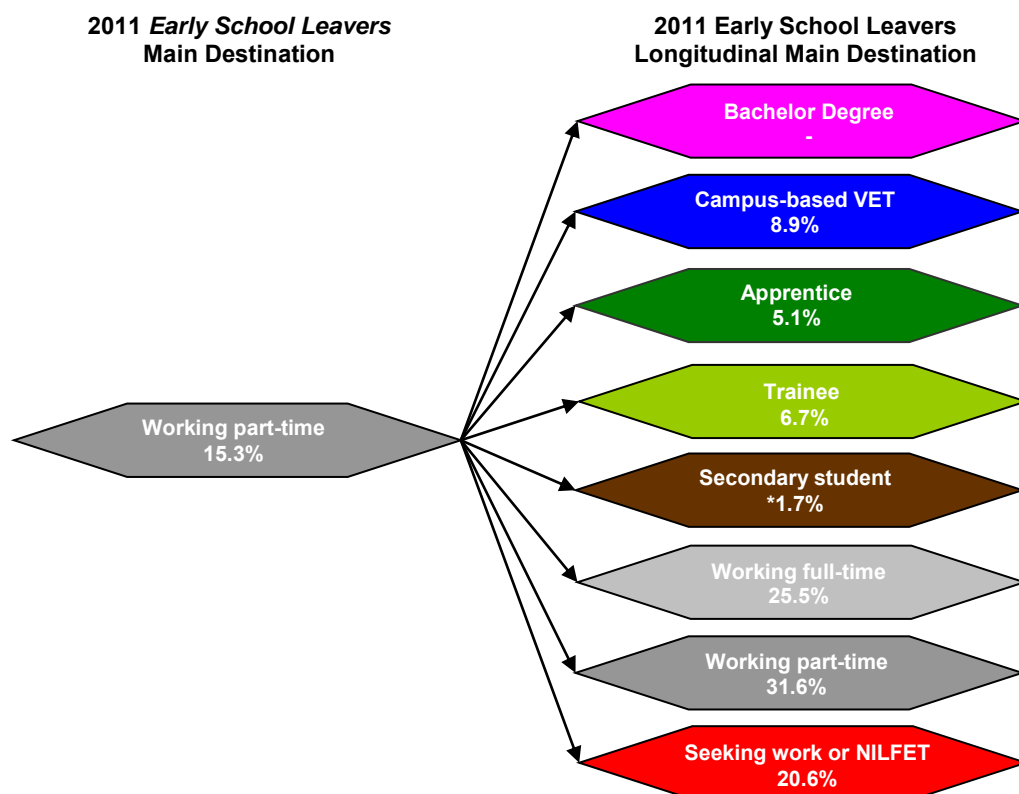 2011 Early School Leavers
Main Destination
2011 Early School Leavers
Longitudinal Main Destination
Bachelor Degree
-
Campus-based VET
8.9%
Apprentice
5.1%
Trainee
6.7%
Working part-time
15.3%
Secondary student
*1.7%
Working full-time
25.5%
Working part-time
31.6%
Seeking work or NILFET
20.6%